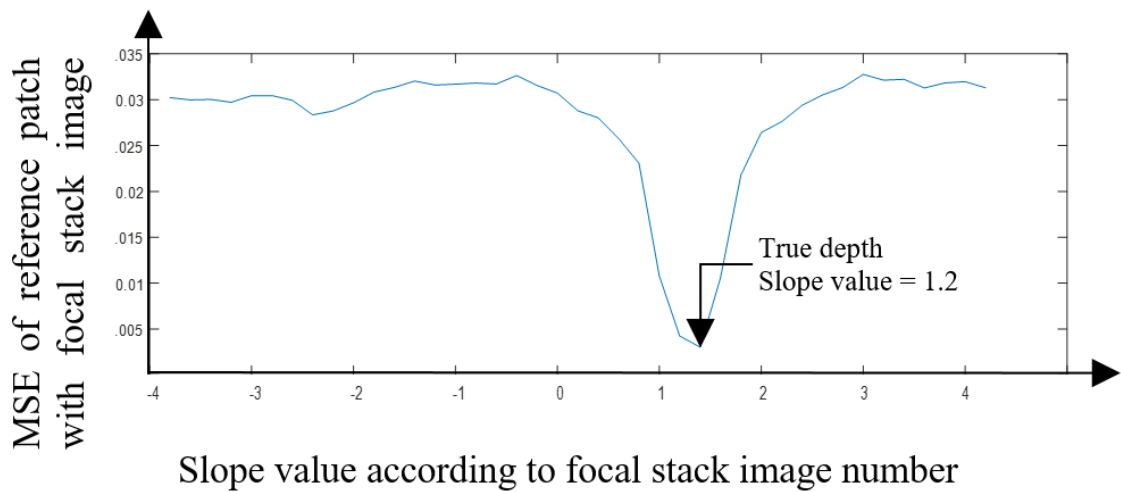 MSE of reference patch
with focal stack image
.035
0.03
.025
0.02
.015
0.01
.005
True depth
Slope value = 1.2
-4 -3 -2 -1 0 1 2 3 4
Slope value according to focal stack image number